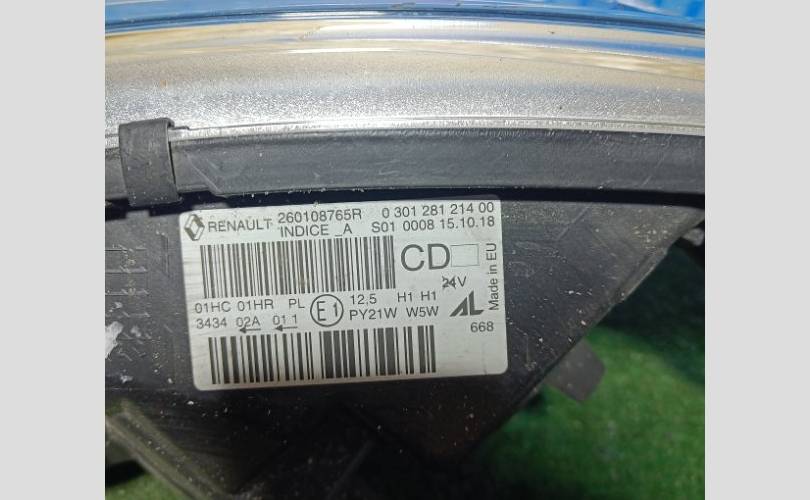 RENAULT 260108765R 0 301 281 214 00
INDICE _A S01 0008 15.10.18
CD
24V
Made in EU
01HC 01HR PL E1 12,5 H1 H1
3434 02A 01 1 PY21W W5W AL
668